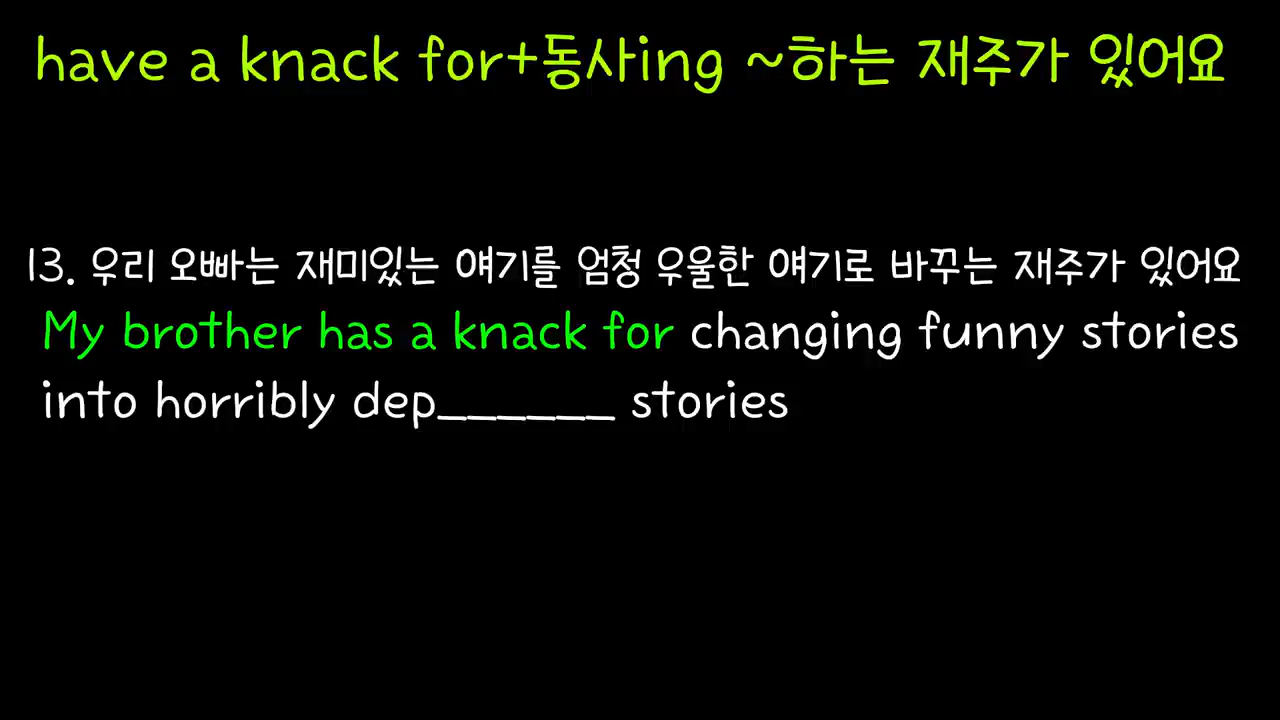 have a knack for+동사ing ~하는 재주가 있어요
13. 우리 오빠는 재미있는 얘기를 엄청 우울한 얘기로 바꾸는 재주가 있어요
My brother has a knack for changing funny stories
into horribly dep______ stories